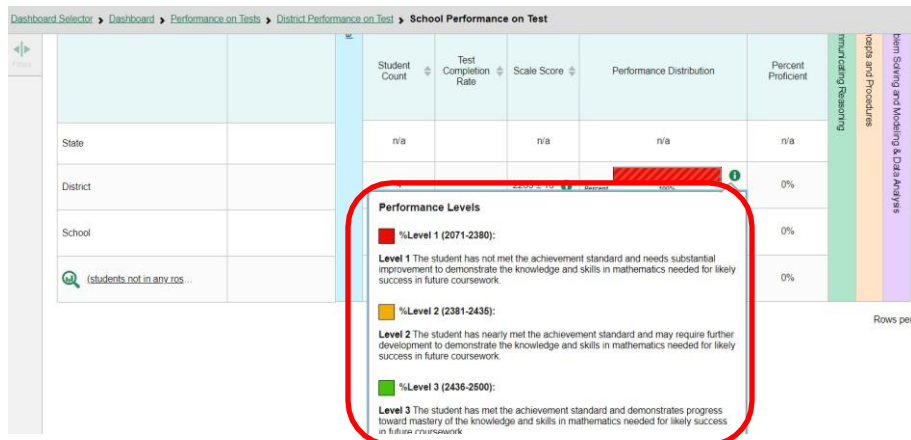 Dashboard Selector > Dashboard > Performance on Tests > District Performance on Test > School Performance on Test
Filters
Student Count
Test Completion Rate
Scale Score
Performance Distribution
Percent Proficient
mmunicating Reasoning
ncepts and Procedures
blem Solving and Modeling & Data Analysis
State
n/a
n/a
n/a
n/a
District
Percent
100%
0%
School
0%
(students not in any ros...
0%
Performance Levels
%Level 1 (2071-2380):
Level 1 The student has not met the achievement standard and needs substantial
improvement to demonstrate the knowledge and skills in mathematics needed for likely
success in future coursework.
%Level 2 (2381-2435):
Level 2 The student has nearly met the achievement standard and may require further
development to demonstrate the knowledge and skills in mathematics needed for likely
success in future coursework.
%Level 3 (2436-2500):
Level 3 The student has met the achievement standard and demonstrates progress
toward mastery of the knowledge and skills in mathematics needed for likely success
in future coursework.
Rows per